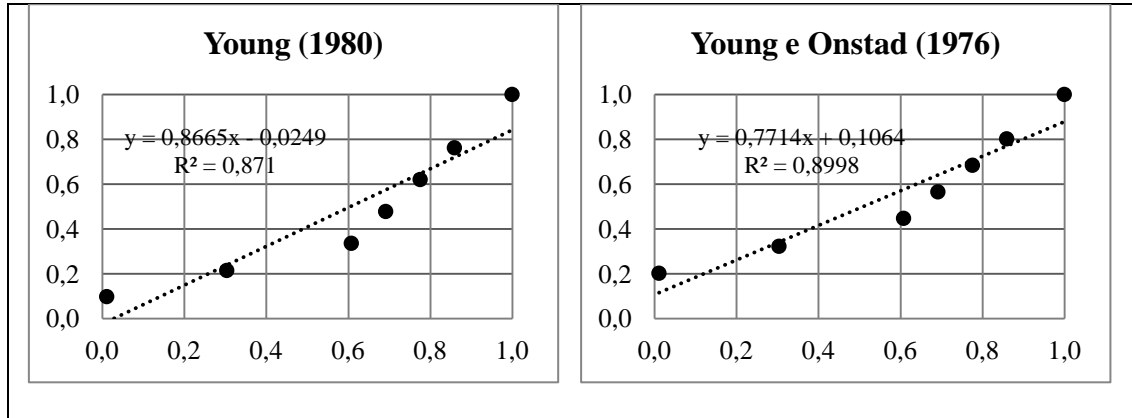 Young (1980)
1,0
0,8
0,6
0,4
0,2
0,0
y = 0,8665x - 0,0249
R² = 0,871
0,0 0,2 0,4 0,6 0,8 1,0
Young e Onstad (1976)
1,0
0,8
0,6
0,4
0,2
0,0
y = 0,7714x + 0,1064
R² = 0,8998
0,0 0,2 0,4 0,6 0,8 1,0